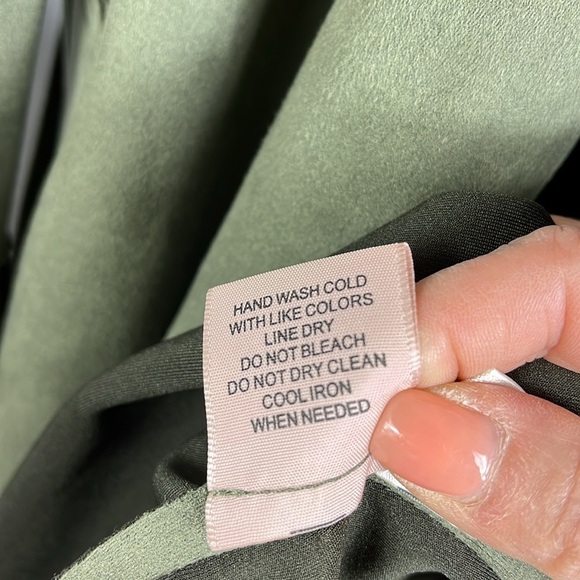 HAND WASH COLD
WITH LIKE COLORS
LINE DRY
DO NOT BLEACH
DO NOT DRY CLEAN
COOL IRON
WHEN NEEDED